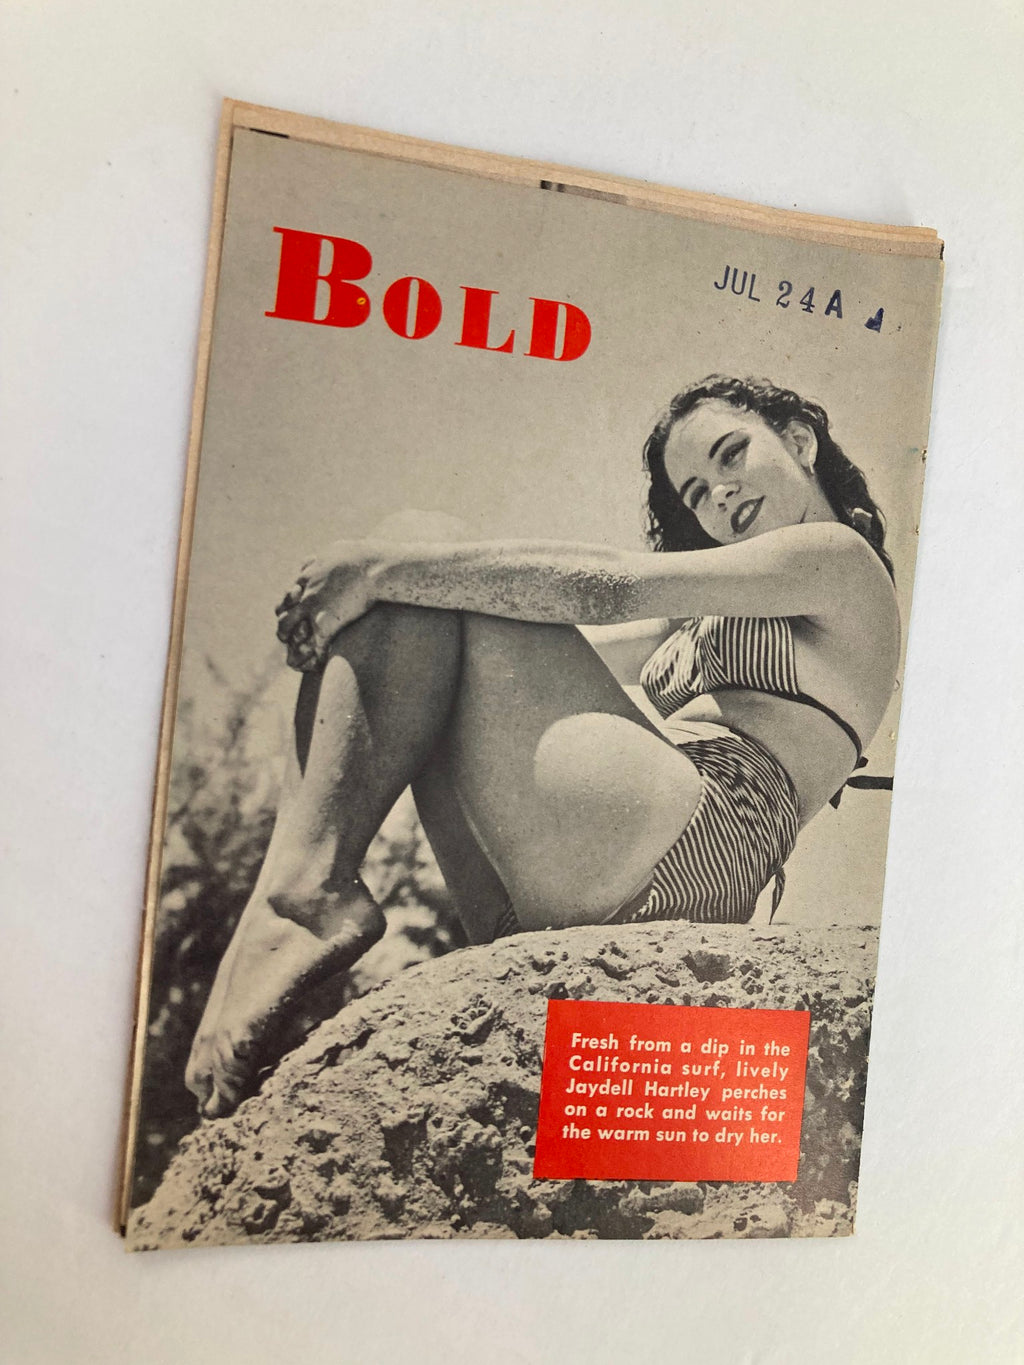 BOLD
JUL 24 A
Fresh from a dip in the
California surf, lively
Jaydell Hartley perches
on a rock and waits for
the warm sun to dry her.